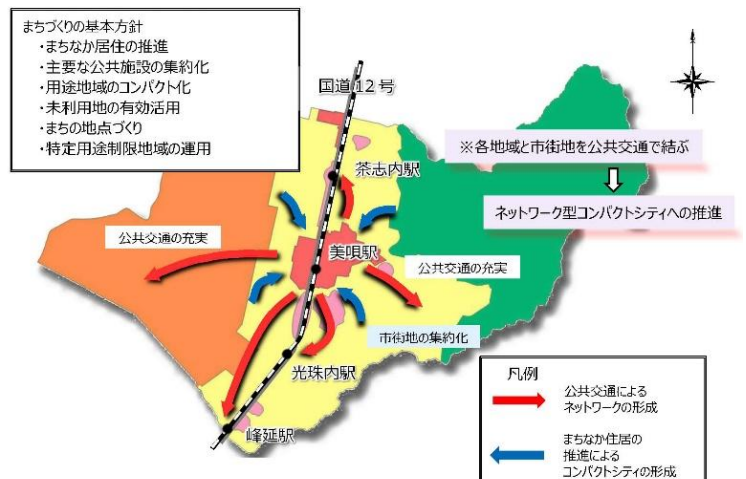 まちづくりの基本方針
・まちなか居住の推進
・主要な公共施設の集約化
・用途地域のコンパクト化
・未利用地の有効活用
・まちの地点づくり
・特定用途制限地域の運用
国道12号
茶志内駅
※各地域と市街地を公共交通で結ぶ
ネットワーク型コンパクトシティへの推進
公共交通の充実
美唄駅
公共交通の充実
市街地の集約化
光珠内駅
峰延駅
凡例
公共交通による
ネットワークの形成
まちなか住居の
推進による
コンパクトシティの形成